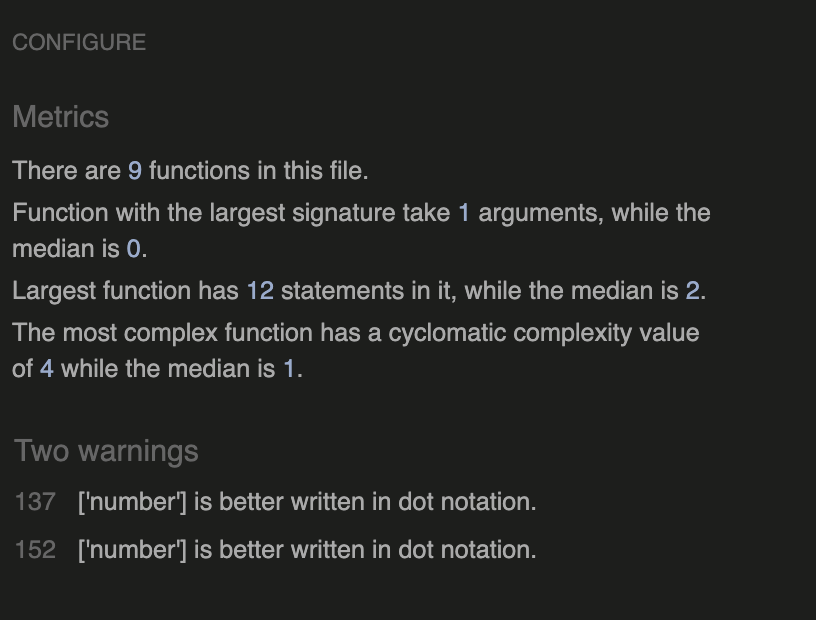 CONFIGURE
Metrics
There are 9 functions in this file.
Function with the largest signature take 1 arguments, while the
median is 0.
Largest function has 12 statements in it, while the median is 2.
The most complex function has a cyclomatic complexity value
of 4 while the median is 1.
Two warnings
137 ['number'] is better written in dot notation.
152 ['number'] is better written in dot notation.